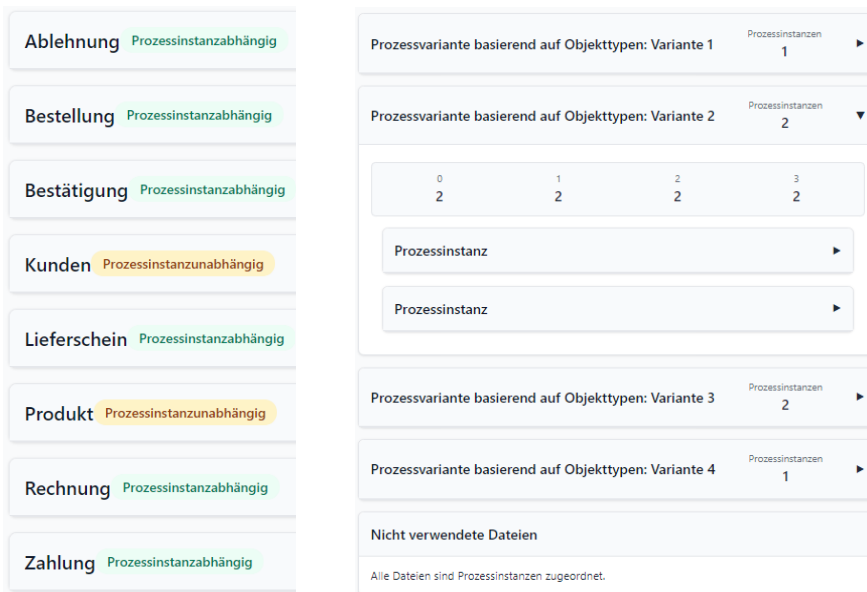 Ablehnung Prozessinstanzabhängig
Bestellung Prozessinstanzabhängig
Bestätigung Prozessinstanzabhängig
Kunden Prozessinstanzunabhängig
Lieferschein Prozessinstanzabhängig
Produkt Prozessinstanzunabhängig
Rechnung Prozessinstanzabhängig
Zahlung Prozessinstanzabhängig
Prozessvariante basierend auf Objekttypen: Variante 1
Prozessinstanzen
1
Prozessvariante basierend auf Objekttypen: Variante 2
Prozessinstanzen
2
0 1 2 3
2 2 2 2
Prozessinstanz
Prozessinstanz
Prozessvariante basierend auf Objekttypen: Variante 3
Prozessinstanzen
2
Prozessvariante basierend auf Objekttypen: Variante 4
Prozessinstanzen
1
Nicht verwendete Dateien
Alle Dateien sind Prozessinstanzen zugeordnet.